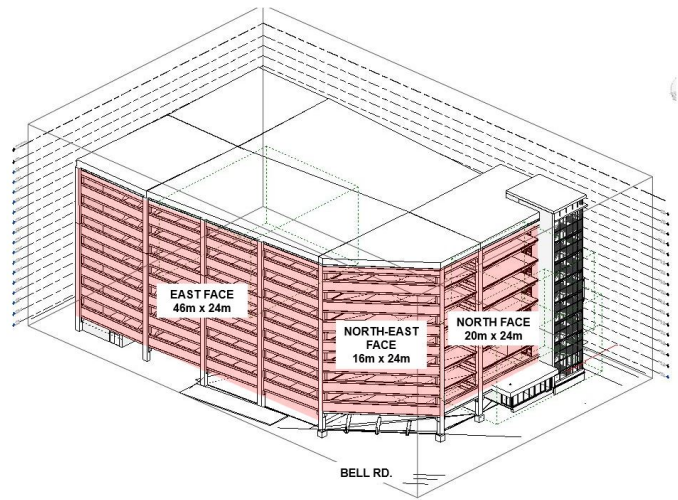 EAST FACE
46m x 24m
NORTH-EAST
FACE
16m x 24m
NORTH FACE
20m x 24m
BELL RD.